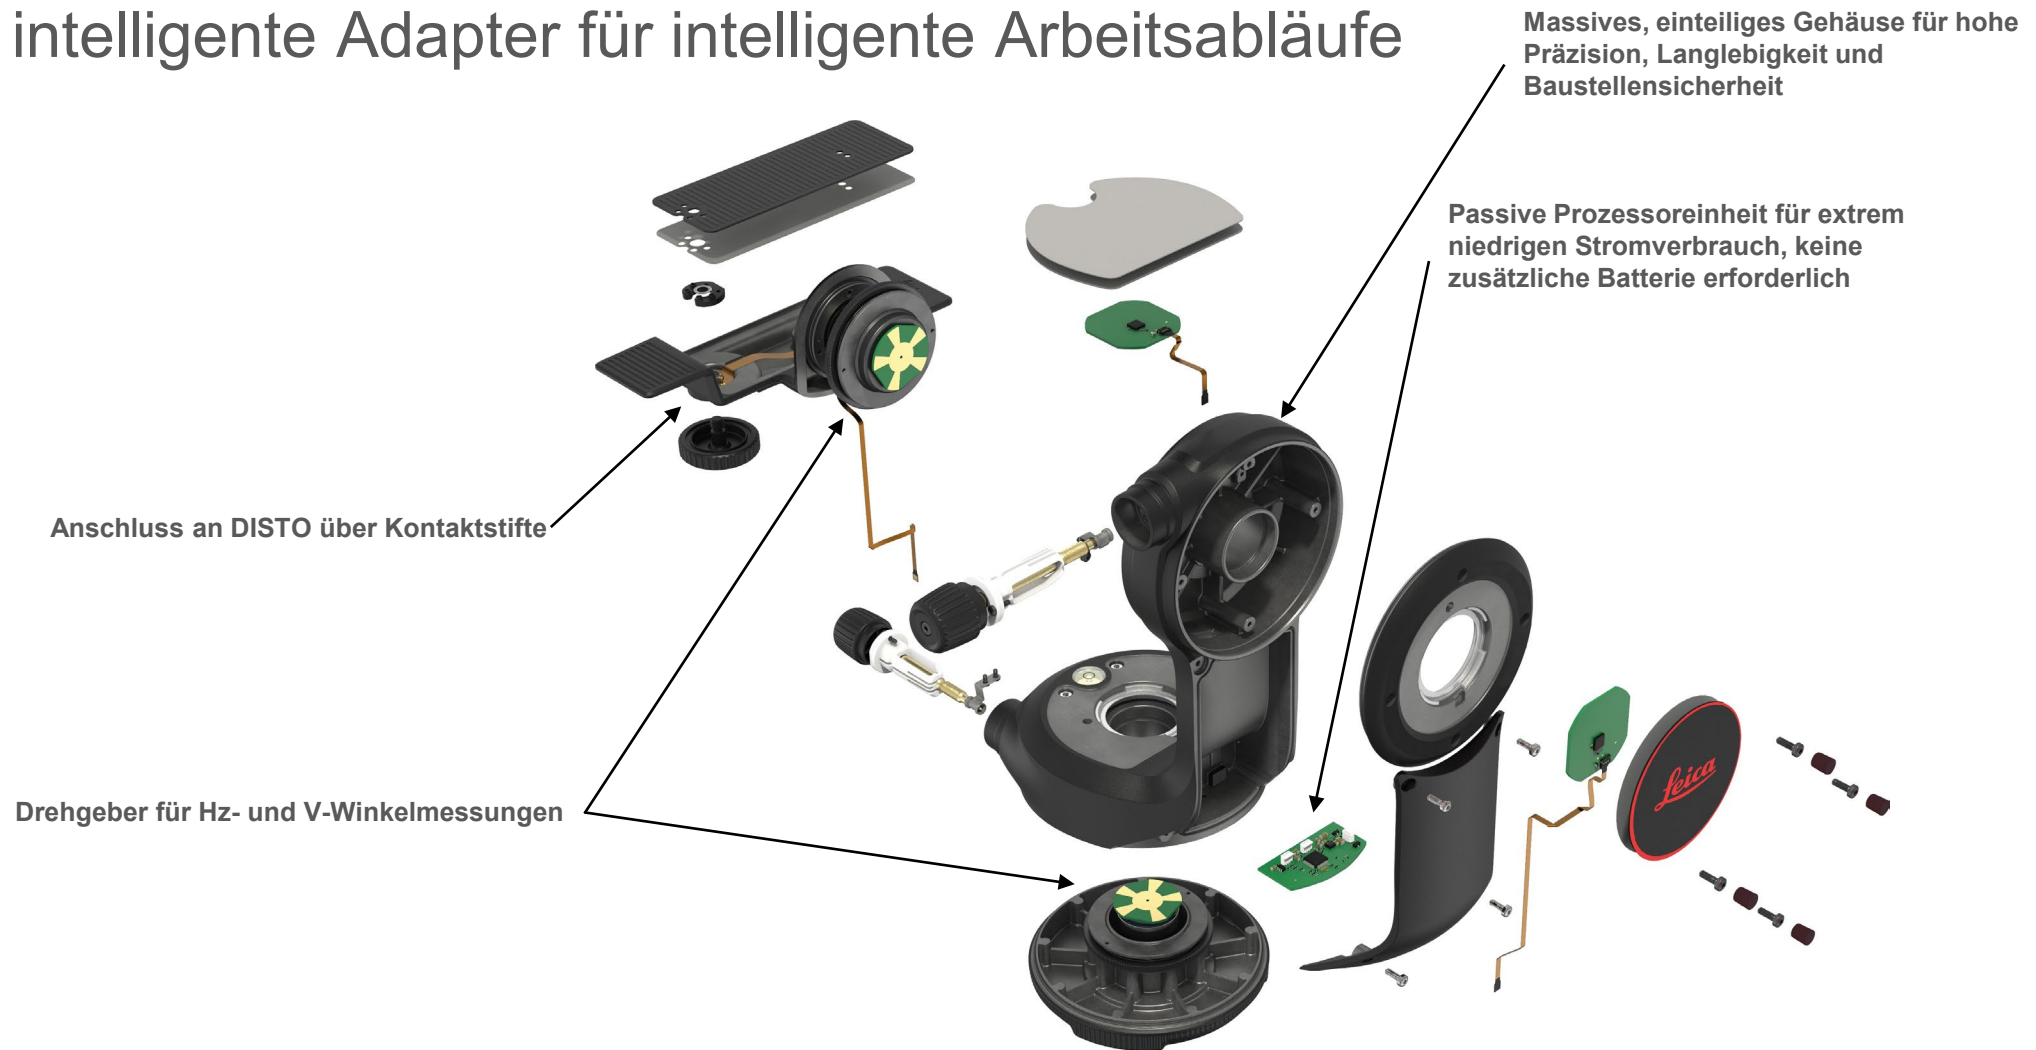 intelligente Adapter für intelligente Arbeitsabläufe
Massives, einteiliges Gehäuse für hohe
Präzision, Langlebigkeit und
Baustellensicherheit
Passive Prozessoreinheit für extrem
niedrigen Stromverbrauch, keine
zusätzliche Batterie erforderlich
Anschluss an DISTO über Kontaktstifte
Leica
Drehgeber für Hz- und V-Winkelmessungen